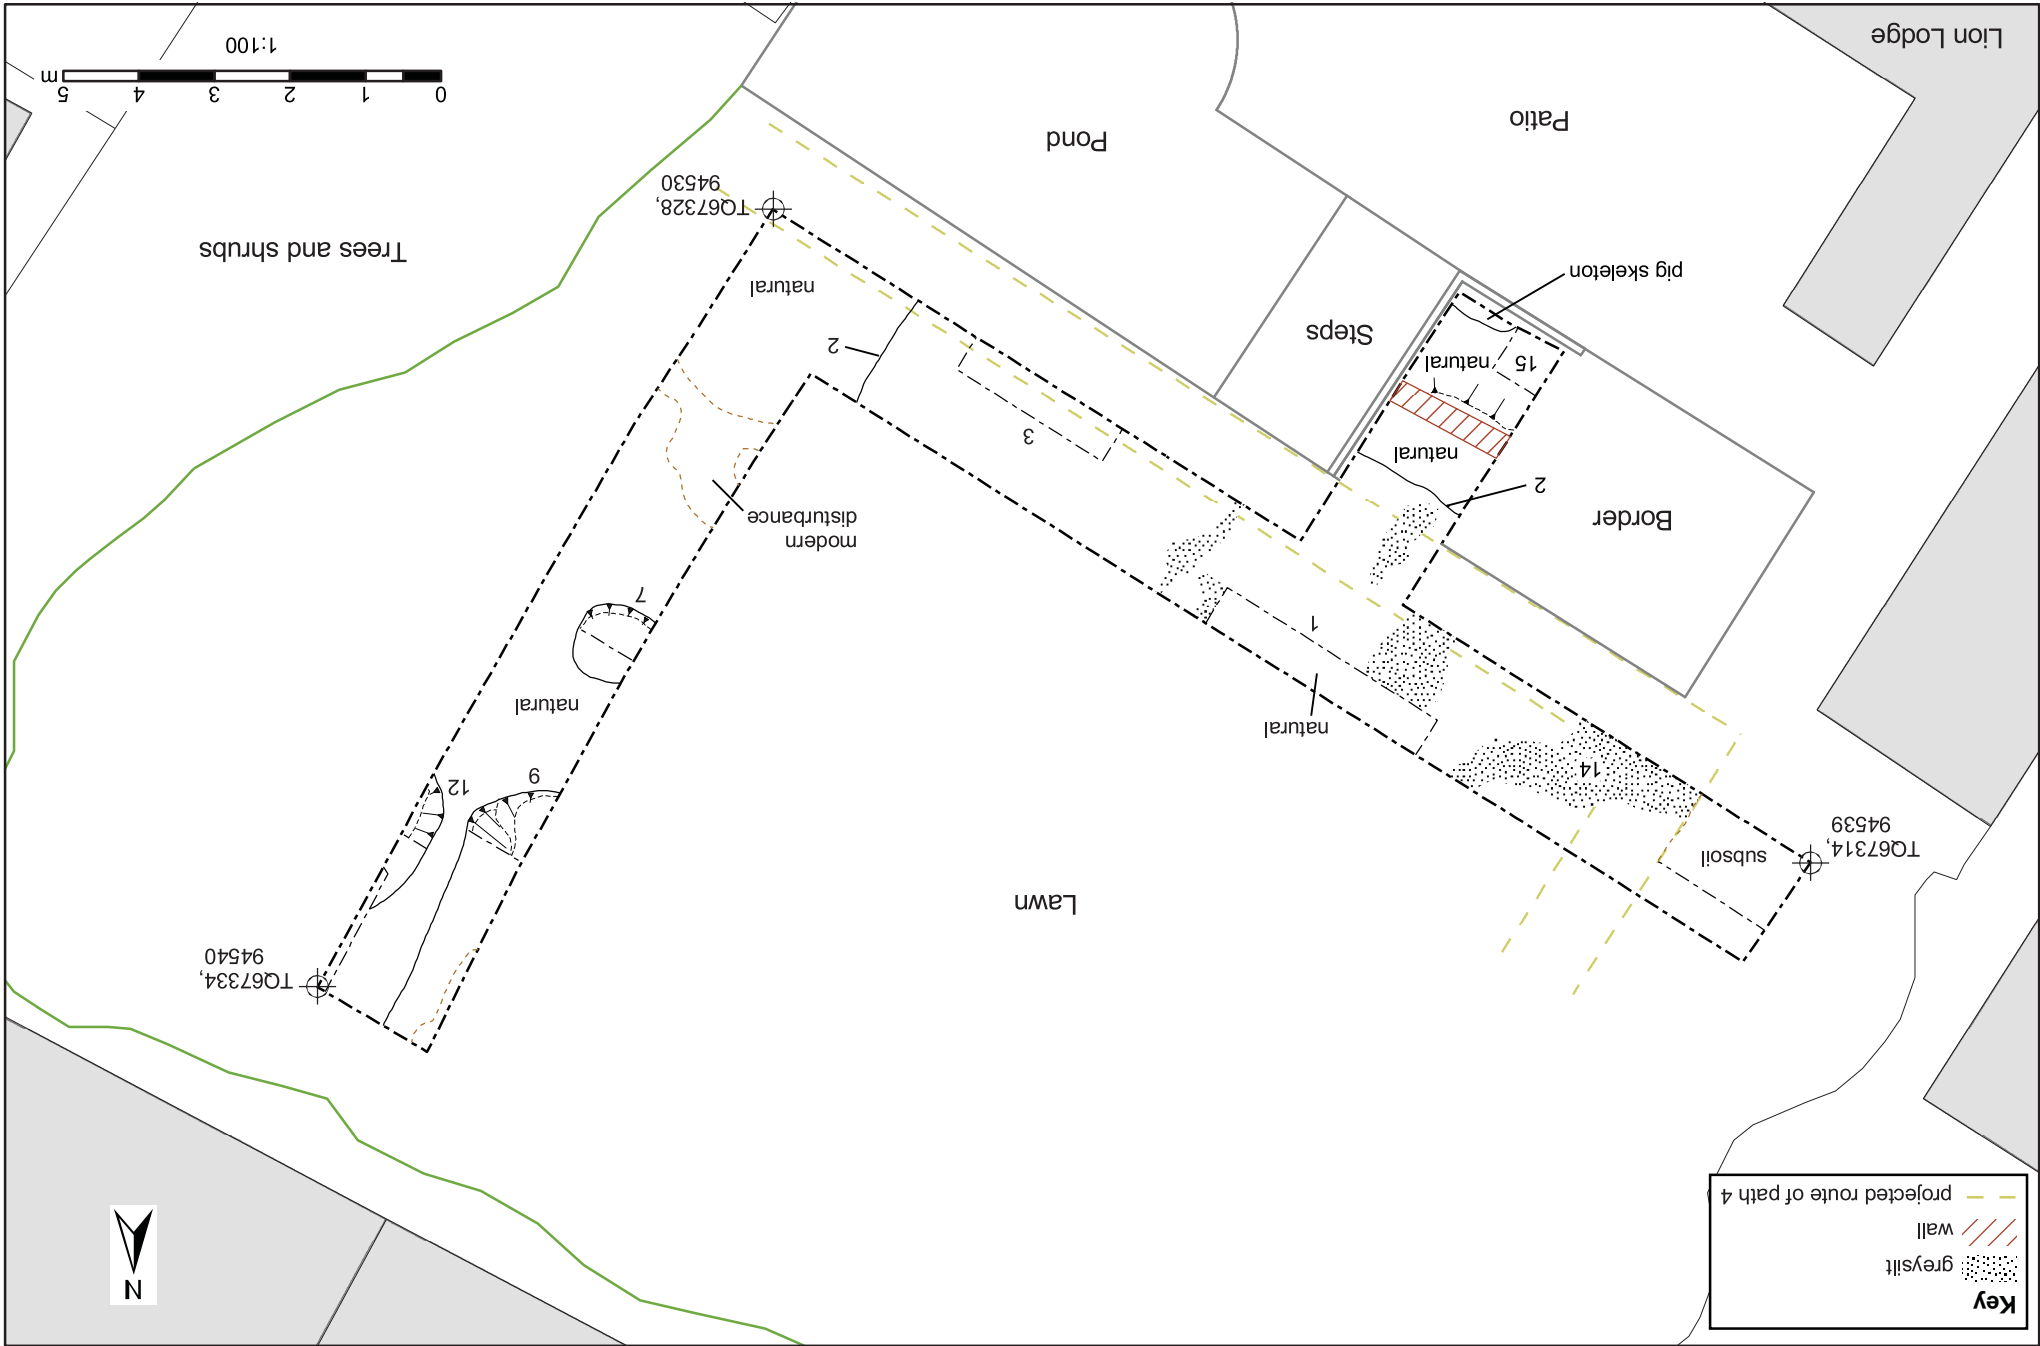 Key
greysilt
wall
projected route of path 4
N
TQ67334,
94540
TQ67314,
94539
Lawn
subsoil
14
12
9
natural
natural
7
1
modern
disturbance
Border
2
natural
3
natural
15
2
Steps
natural
pig skeleton
Trees and shrubs
TQ67328,
94530
Pond
Patio
0 1 2 3 4 5 m
1:100
Lion Lodge